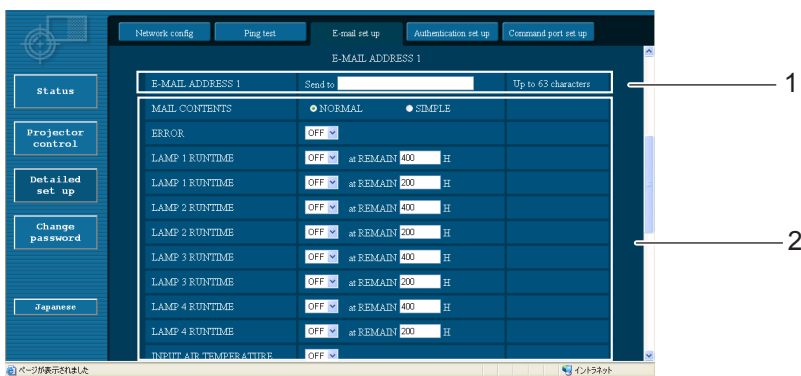 Network config Ping test E-mail set up Authentication set up Command port set up
E-MAIL ADDRESS 1
E-MAIL ADDRESS 1 Send to Up to 63 characters
1
MAIL CONTENTS NORMAL SIMPLE
ERROR OFF
LAMP 1 RUNTIME OFF at REMAIN 400 H
LAMP 1 RUNTIME OFF at REMAIN 200 H
LAMP 2 RUNTIME OFF at REMAIN 400 H
LAMP 2 RUNTIME OFF at REMAIN 200 H
2
LAMP 3 RUNTIME OFF at REMAIN 400 H
LAMP 3 RUNTIME OFF at REMAIN 200 H
LAMP 4 RUNTIME OFF at REMAIN 400 H
LAMP 4 RUNTIME OFF at REMAIN 200 H
INPUT AIR TEMPERATURE OFF
Status
Projector
control
Detailed
set up
Change
password
Japanese
ページが表示されました イントラネット